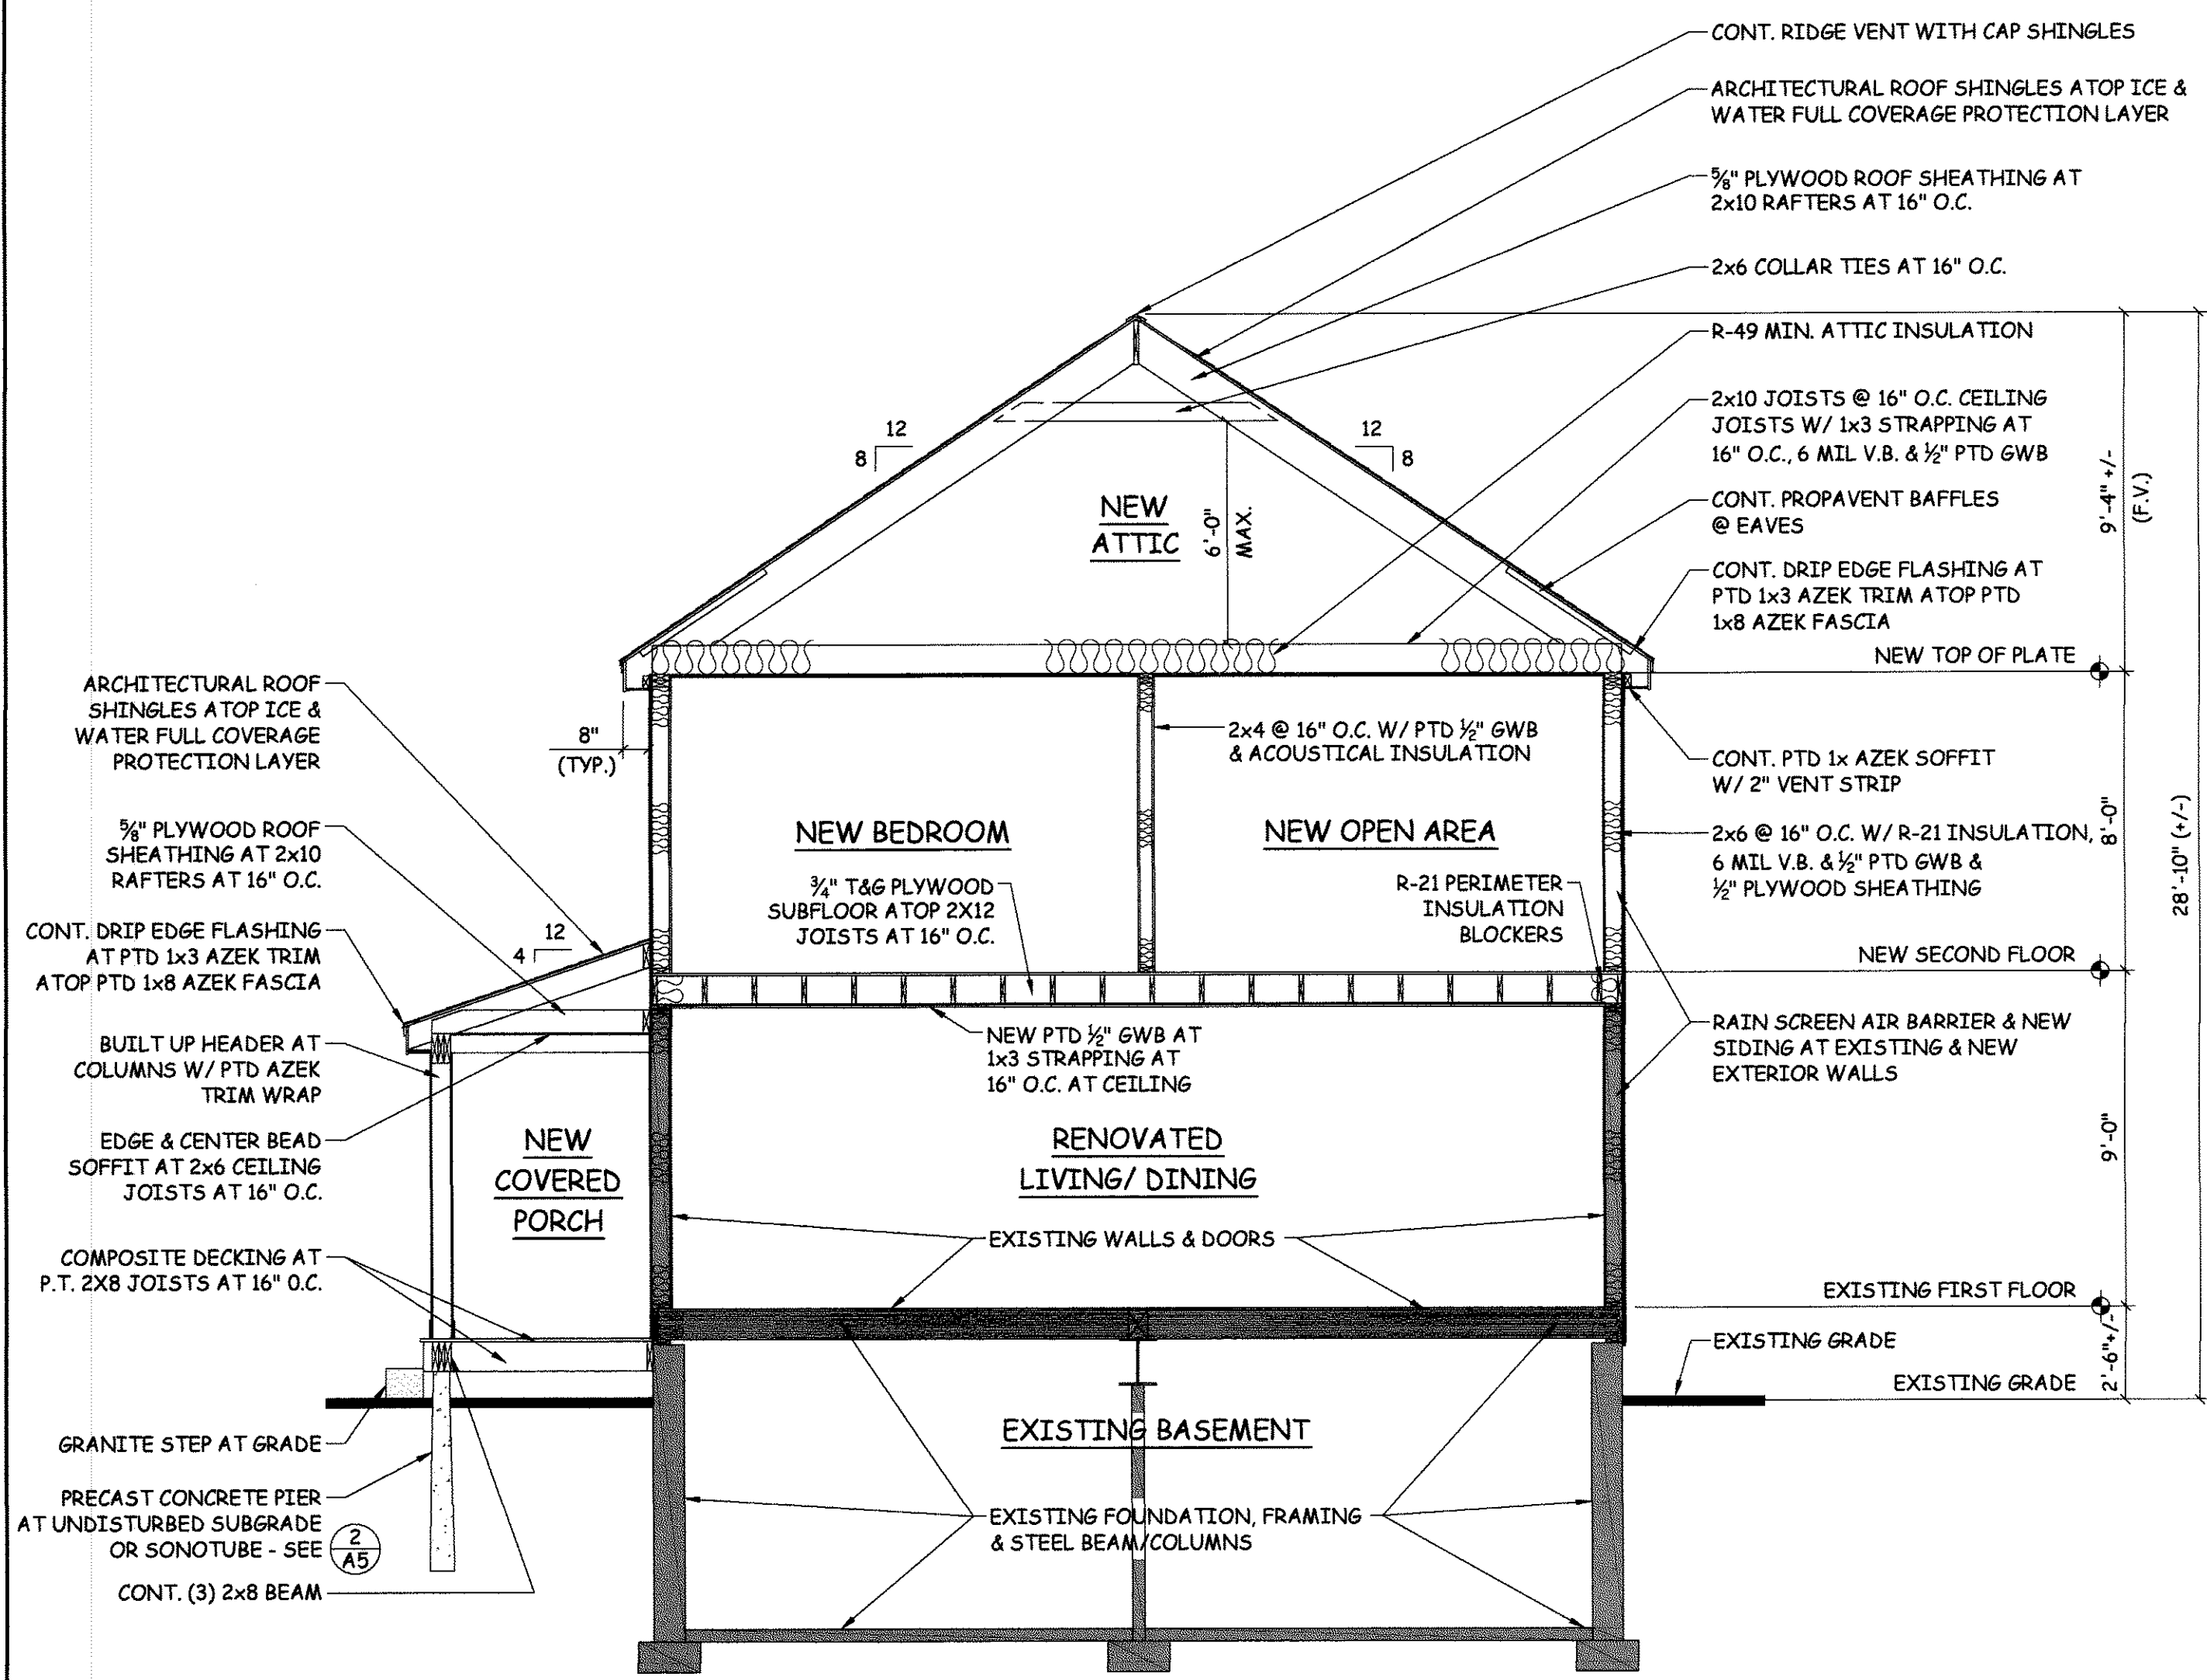 CONT. RIDGE VENT WITH CAP SHINGLES
ARCHITECTURAL ROOF SHINGLES ATOP ICE &
WATER FULL COVERAGE PROTECTION LAYER
⅝" PLYWOOD ROOF SHEATHING AT
2x10 RAFTERS AT 16" O.C.
2x6 COLLAR TIES AT 16" O.C.
R-49 MIN. ATTIC INSULATION
2x10 JOISTS @ 16" O.C. CEILING
JOISTS W/ 1x3 STRAPPING AT
16" O.C., 6 MIL V.B. & ½" PTD GWB
CONT. PROPAVENT BAFFLES
@ EAVES
CONT. DRIP EDGE FLASHING AT
PTD 1x3 AZEK TRIM ATOP PTD
1x8 AZEK FASCIA
NEW TOP OF PLATE
CONT. PTD 1x AZEK SOFFIT
W/ 2" VENT STRIP
2x6 @ 16" O.C. W/ R-21 INSULATION,
6 MIL V.B. & ½" PTD GWB &
½" PLYWOOD SHEATHING
NEW SECOND FLOOR
RAIN SCREEN AIR BARRIER & NEW
SIDING AT EXISTING & NEW
EXTERIOR WALLS
EXISTING FIRST FLOOR
EXISTING GRADE
EXISTING GRADE
9'-4" +/-
(F.V.)
8'-0"
9'-0"
2'-6"+/-
28'-10" (+/-)
12
8
12
8
NEW
ATTIC
6'-0"
MAX.
8"
(TYP.)
2x4 @ 16" O.C. W/ PTD ½" GWB
& ACOUSTICAL INSULATION
NEW BEDROOM
NEW OPEN AREA
¾" T&G PLYWOOD
SUBFLOOR ATOP 2X12
JOISTS AT 16" O.C.
R-21 PERIMETER
INSULATION
BLOCKERS
NEW PTD ½" GWB AT
1x3 STRAPPING AT
16" O.C. AT CEILING
RENOVATED
LIVING/ DINING
EXISTING WALLS & DOORS
EXISTING BASEMENT
EXISTING FOUNDATION, FRAMING
& STEEL BEAM/COLUMNS
ARCHITECTURAL ROOF
SHINGLES ATOP ICE &
WATER FULL COVERAGE
PROTECTION LAYER
⅝" PLYWOOD ROOF
SHEATHING AT 2x10
RAFTERS AT 16" O.C.
12
4
CONT. DRIP EDGE FLASHING
AT PTD 1x3 AZEK TRIM
ATOP PTD 1x8 AZEK FASCIA
BUILT UP HEADER AT
COLUMNS W/ PTD AZEK
TRIM WRAP
EDGE & CENTER BEAD
SOFFIT AT 2x6 CEILING
JOISTS AT 16" O.C.
NEW
COVERED
PORCH
COMPOSITE DECKING AT
P.T. 2X8 JOISTS AT 16" O.C.
GRANITE STEP AT GRADE
PRECAST CONCRETE PIER
AT UNDISTURBED SUBGRADE
OR SONOTUBE - SEE
2
A5
CONT. (3) 2x8 BEAM